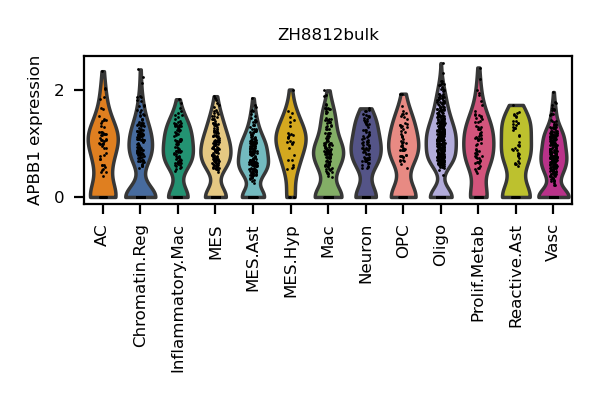 ZH8812bulk
APBB1 expression
2
0
AC
Chromatin.Reg
Inflammatory.Mac
MES
MES.Ast
MES.Hyp
Mac
Neuron
OPC
Oligo
Prolif.Metab
Reactive.Ast
Vasc